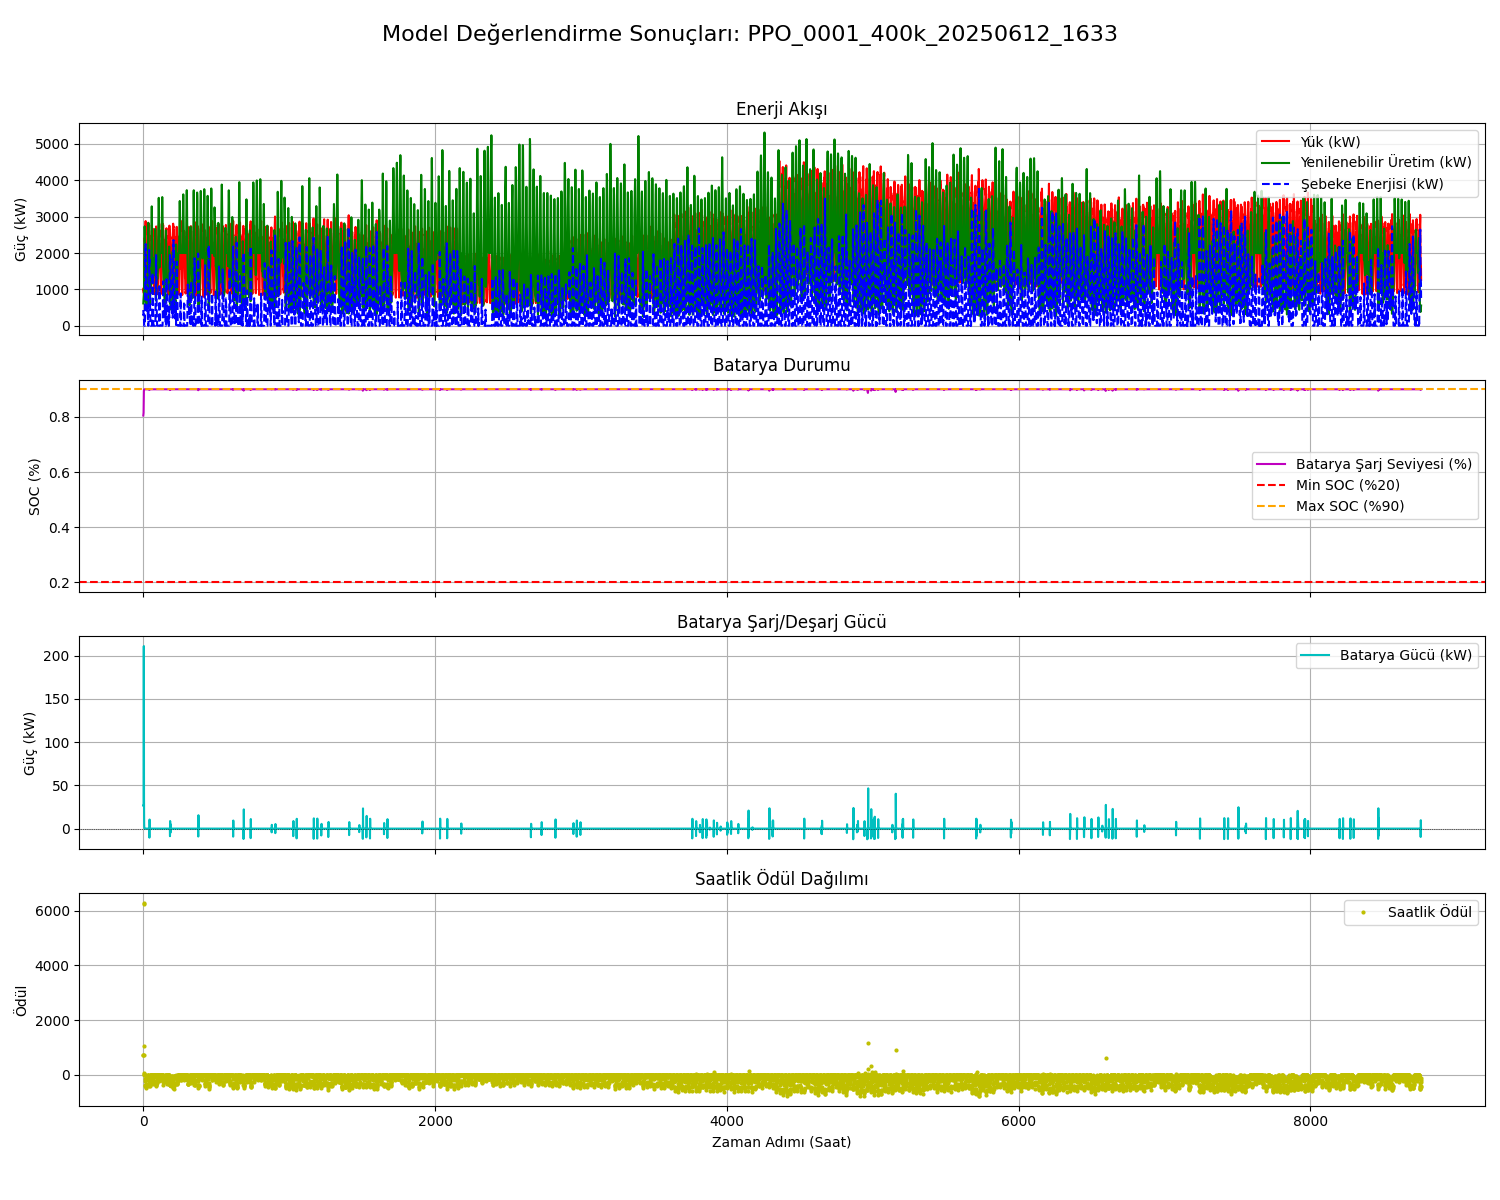 Model Değerlendirme Sonuçları: PPO_0001_400k_20250612_1633
Enerji Akışı
Güç (kW)
5000
4000
3000
2000
1000
0
Yük (kW)
Yenilenebilir Üretim (kW)
Şebeke Enerjisi (kW)
Batarya Durumu
SOC (%)
0.8
0.6
0.4
0.2
Batarya Şarj Seviyesi (%)
Min SOC (%20)
Max SOC (%90)
Batarya Şarj/Deşarj Gücü
Güç (kW)
200
150
100
50
0
Batarya Gücü (kW)
Saatlik Ödül Dağılımı
Ödül
6000
4000
2000
0
Saatlik Ödül
0 2000 4000 6000 8000
Zaman Adımı (Saat)